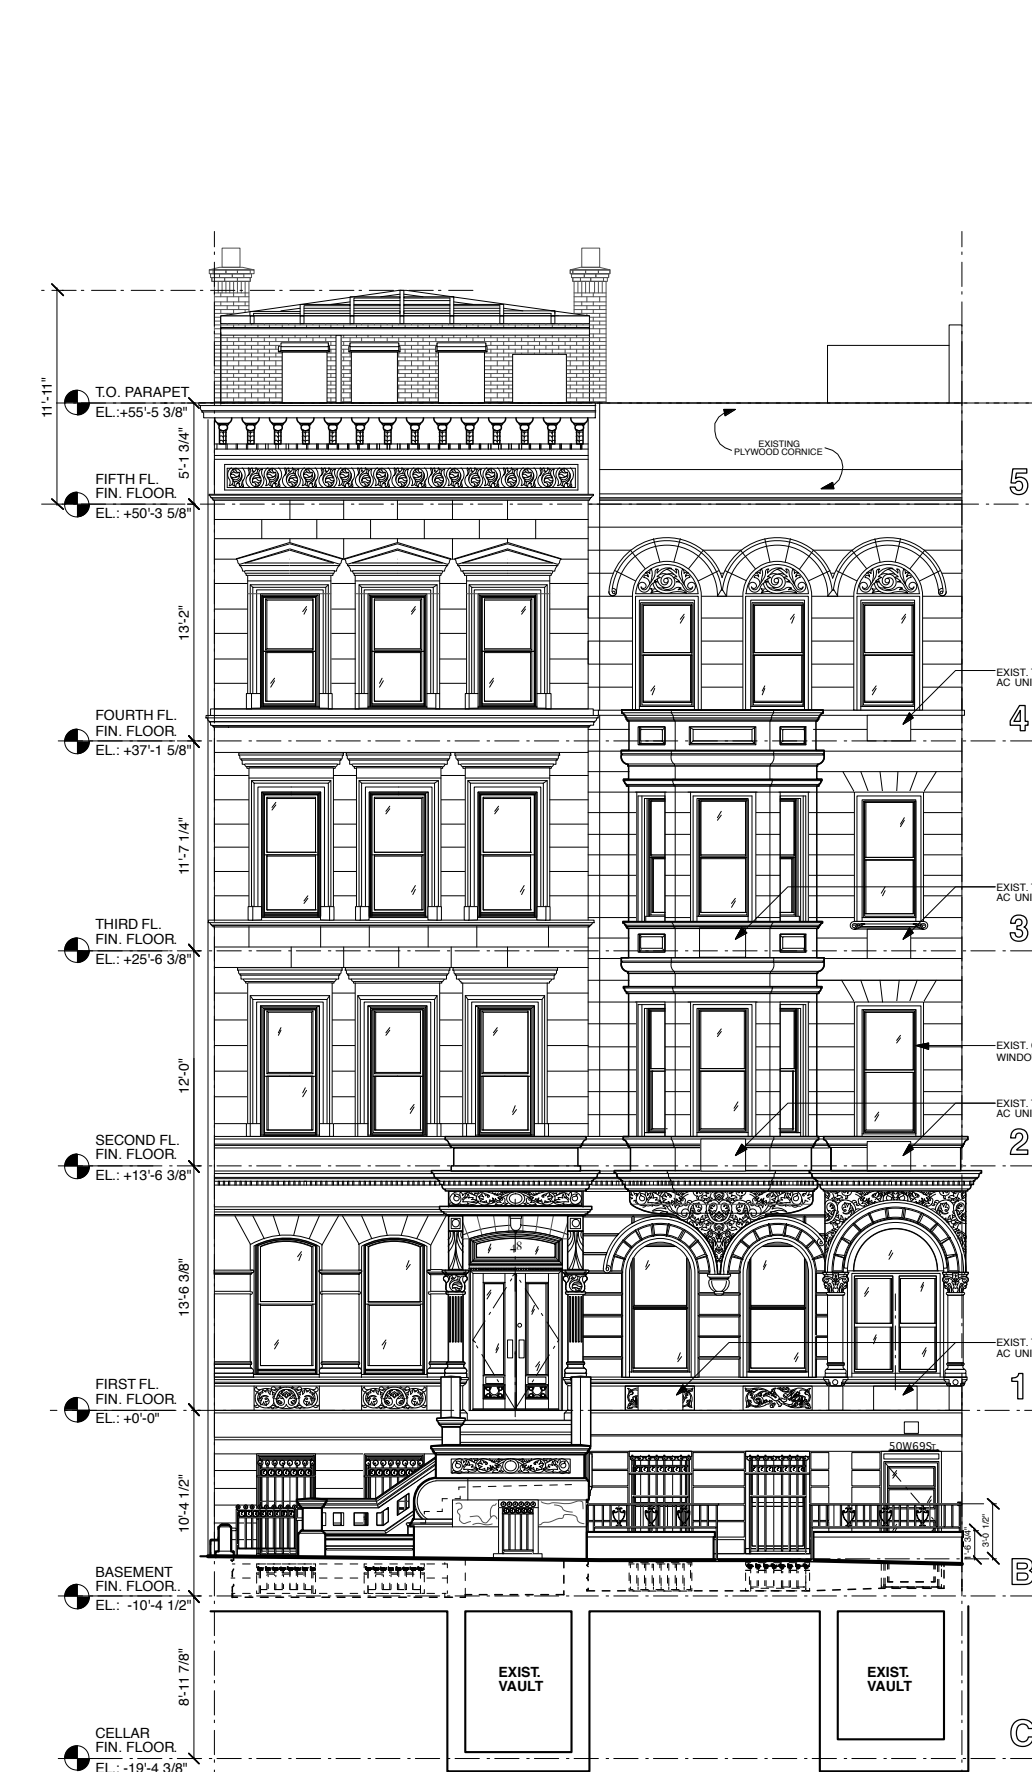 11'-11"
T.O. PARAPET
EL.:+55'-5 3/8"
5'-1 3/4"
EXISTING
PLYWOOD CORNICE
FIFTH FL.
FIN. FLOOR
EL.: +50'-3 5/8"
5
13'-2"
EXIST.
AC UNI
4
FOURTH FL.
FIN. FLOOR
EL.: +37'-1 5/8"
11'-7 1/4"
EXIST.
AC UNI
3
THIRD FL.
FIN. FLOOR
EL.: +25'-6 3/8"
EXIST.
WINDO
12'-0"
EXIST.
AC UNI
2
SECOND FL.
FIN. FLOOR
EL.: +13'-6 3/8"
48
13'-6 3/8"
EXIST.
AC UNI
1
FIRST FL.
FIN. FLOOR
EL.: +0'-0"
50W69ST.
10'-4 1/2"
3'-0 1/2"
B
BASEMENT
FIN. FLOOR.
EL.: -10'-4 1/2"
8'-11 7/8"
EXIST.
VAULT
EXIST.
VAULT
C
CELLAR
FIN. FLOOR
EL.: -19'-4 3/8"